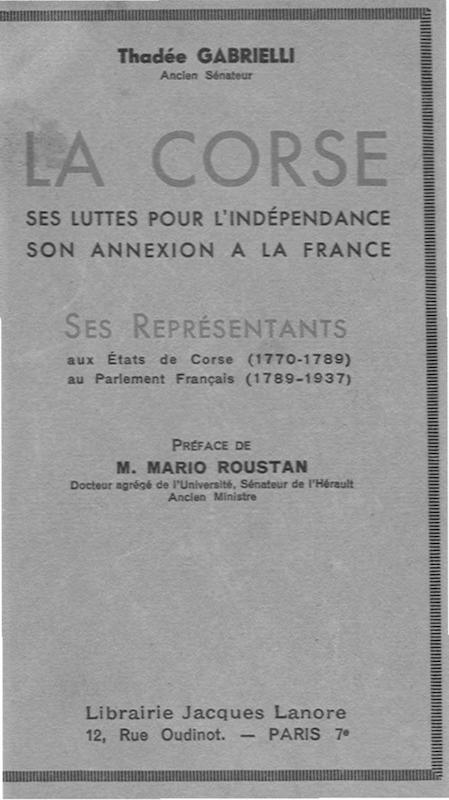 Thadée GABRIELLI
Ancien Sénateur
LA CORSE
SES LUTTES POUR L'INDÉPENDANCE
SON ANNEXION A LA FRANCE
SES REPRÉSENTANTS
aux États de Corse (1770-1789)
au Parlement Français (1789-1937)
PRÉFACE DE
M. MARIO ROUSTAN
Docteur agrégé de l'Université, Sénateur de l'Hérault
Ancien Ministre
Librairie Jacques Lanore
12, Rue Oudinot. — PARIS 7e